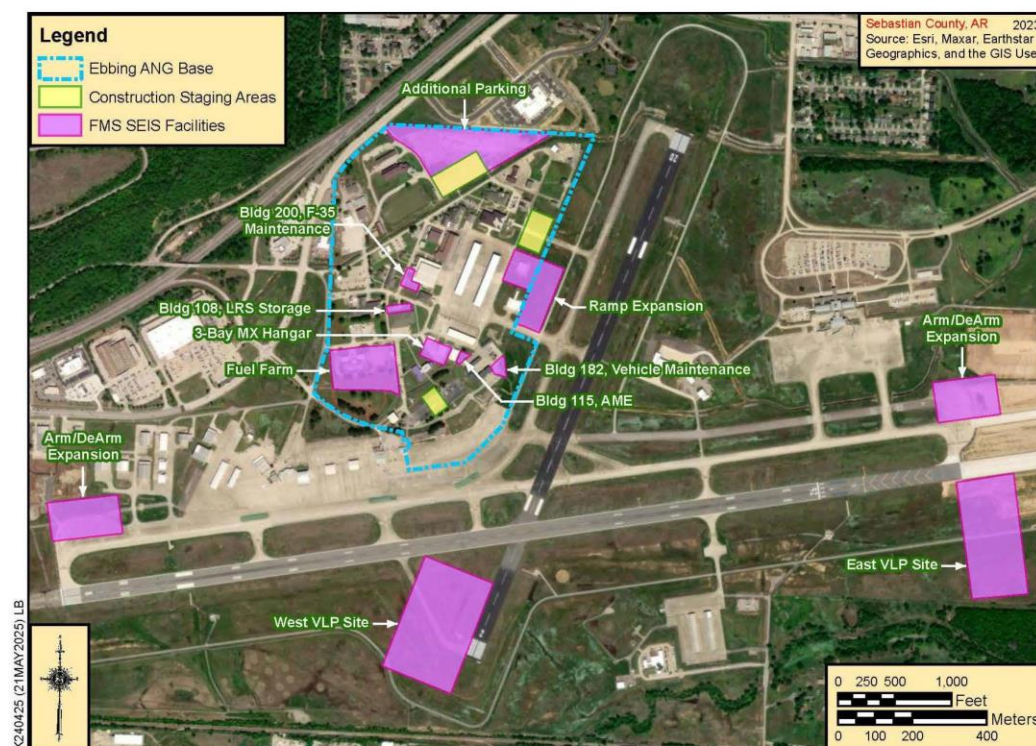 Legend
Ebbing ANG Base
Construction Staging Areas
FMS SEIS Facilities
Sebastian County, AR 2023
Source: Esri, Maxar, Earthstar
Geographics, and the GIS Use
Additional Parking
Bldg 200, F-35
Maintenance
Bldg 108, LRS Storage
3-Bay MX Hangar
Fuel Farm
Ramp Expansion
Bldg 182, Vehicle Maintenance
Bldg 115, AME
Arm/DeArm
Expansion
Arm/DeArm
Expansion
East VLP Site
West VLP Site
0 250 500 1,000
Feet
Meters
0 100 200 400
K240425 (21MAY2025) LB